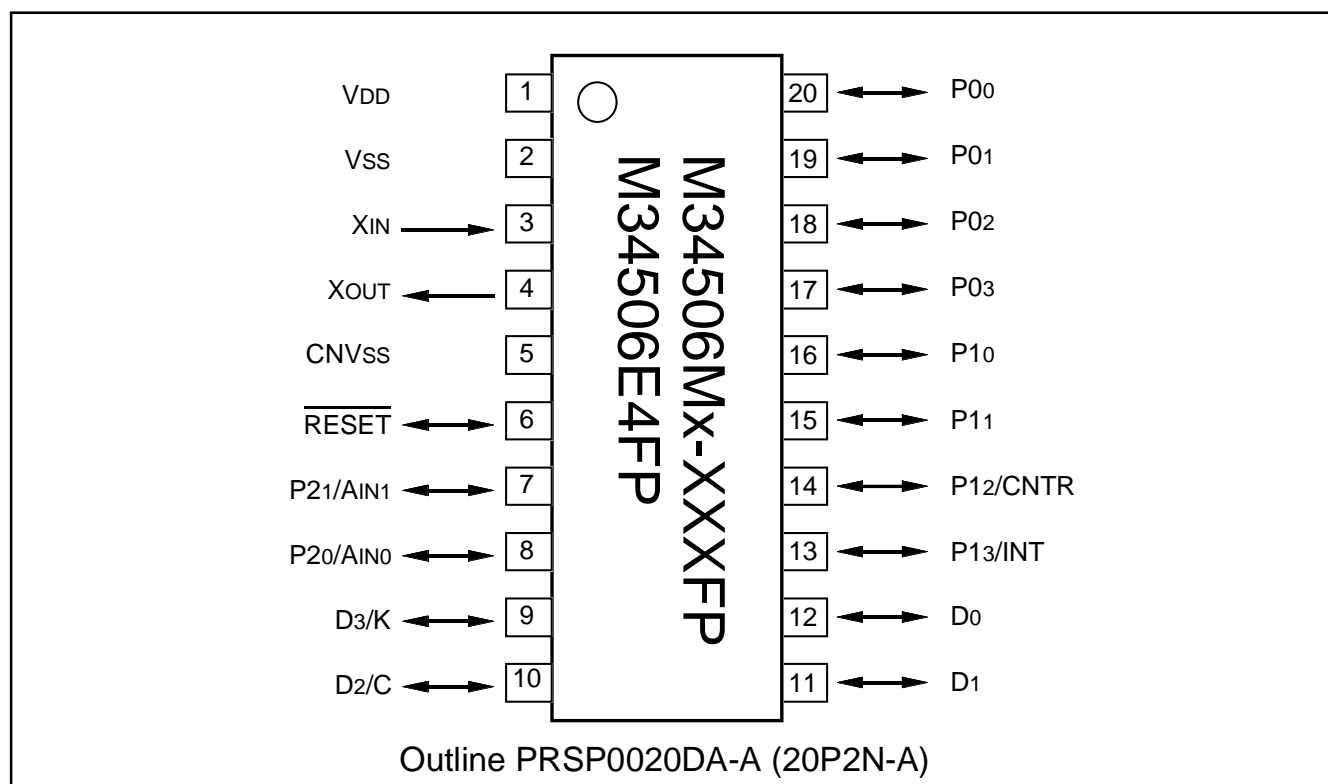 VDD 1 20 P00
VSS 2 19 P01
XIN 3 18 P02
XOUT 4 17 P03
CNVSS 5 16 P10
RESET 6 15 P11
P21/AIN1 7 14 P12/CNTR
P20/AIN0 8 13 P13/INT
D3/K 9 12 D0
D2/C 10 11 D1
M34506Mx-XXXFP
M34506E4FP
Outline PRSP0020DA-A (20P2N-A)